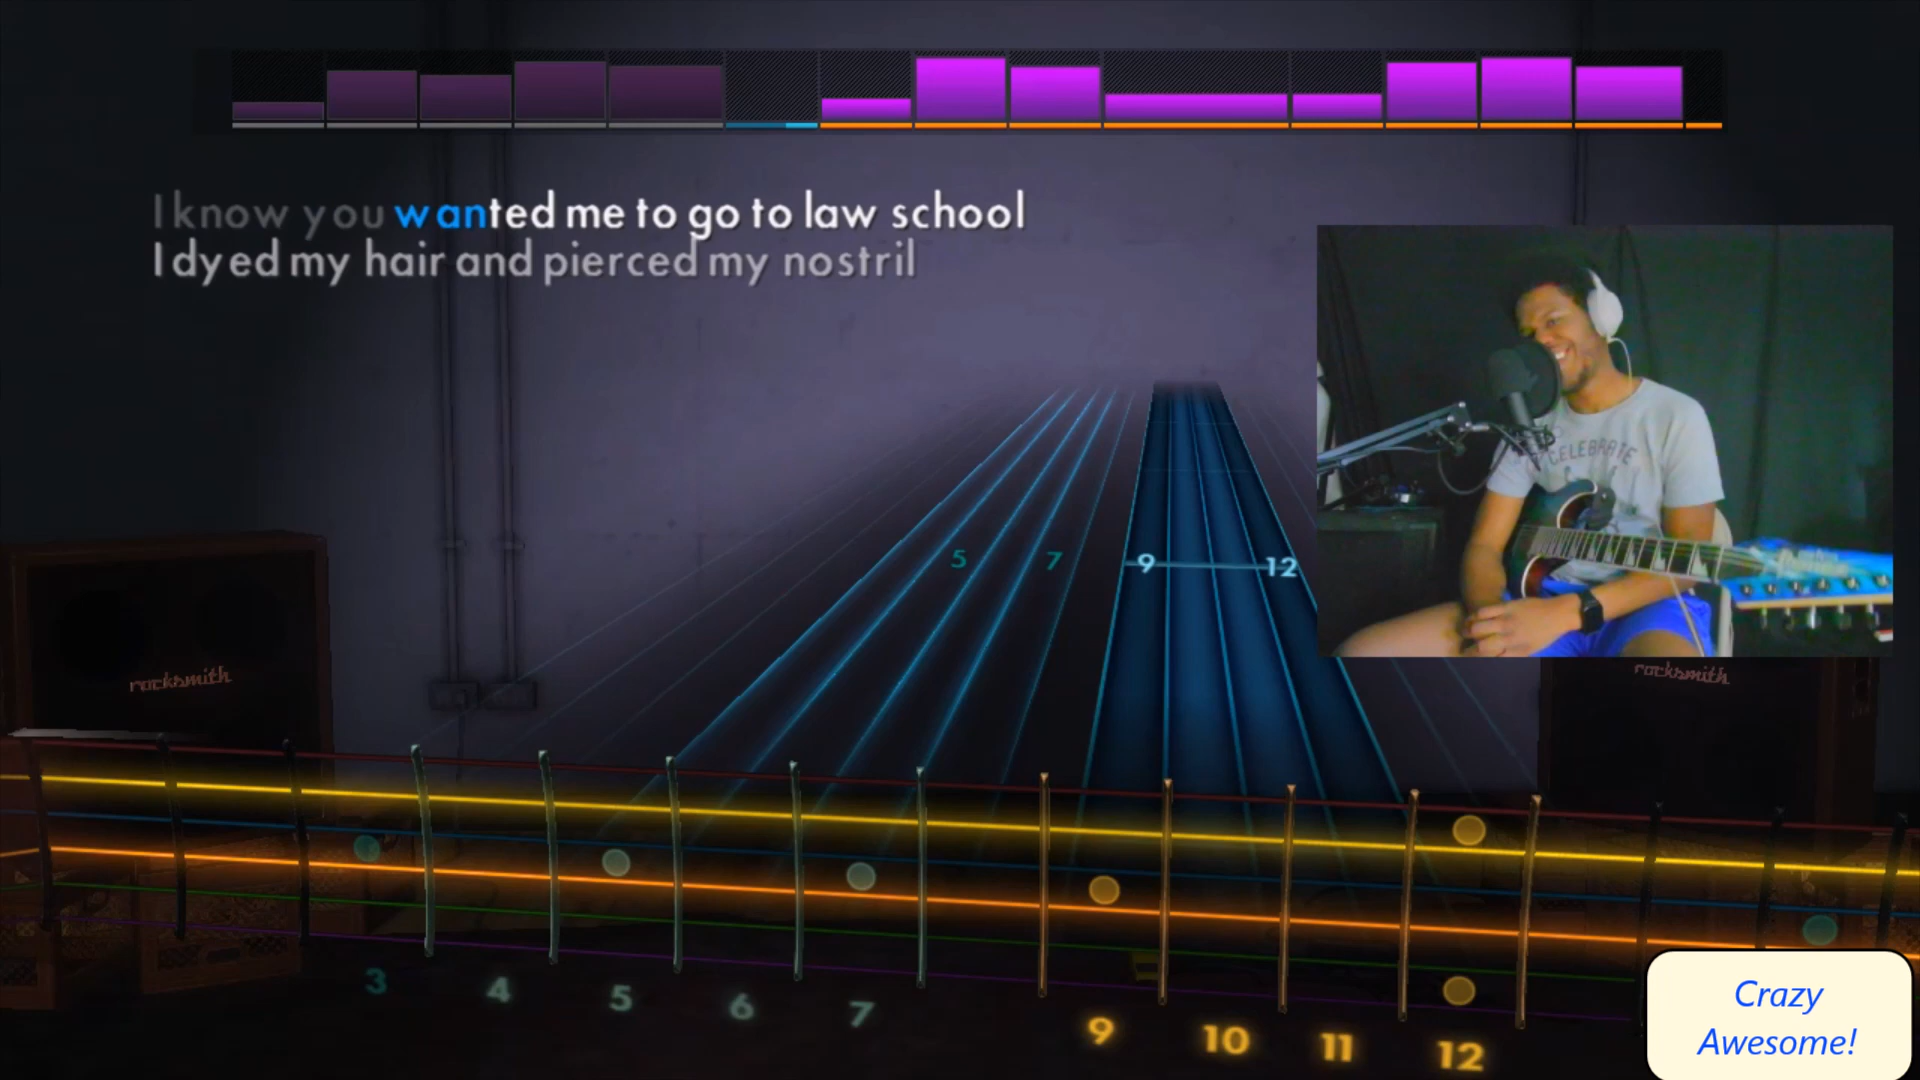 I know you wanted me to go to law school
I dyed my hair and pierced my nostril
CELEBRATE
5 7 9 12
rocksmith
rocksmith
3 4 5 6 7 9 10 11 12
Crazy
Awesome!